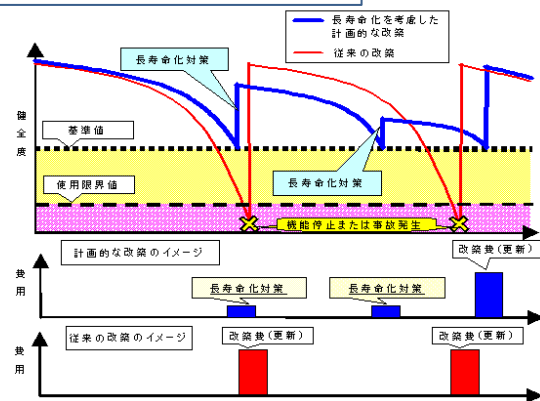 長寿命化を考慮した
計画的な改築
従来の改築
長寿命化対策
健全度
基準値
長寿命化対策
使用限界値
機能停止または事故発生
計画的な改築のイメージ
改築費(更新)
費用
長寿命化対策
長寿命化対策
従来の改築のイメージ
改築費(更新)
改築費(更新)
費用